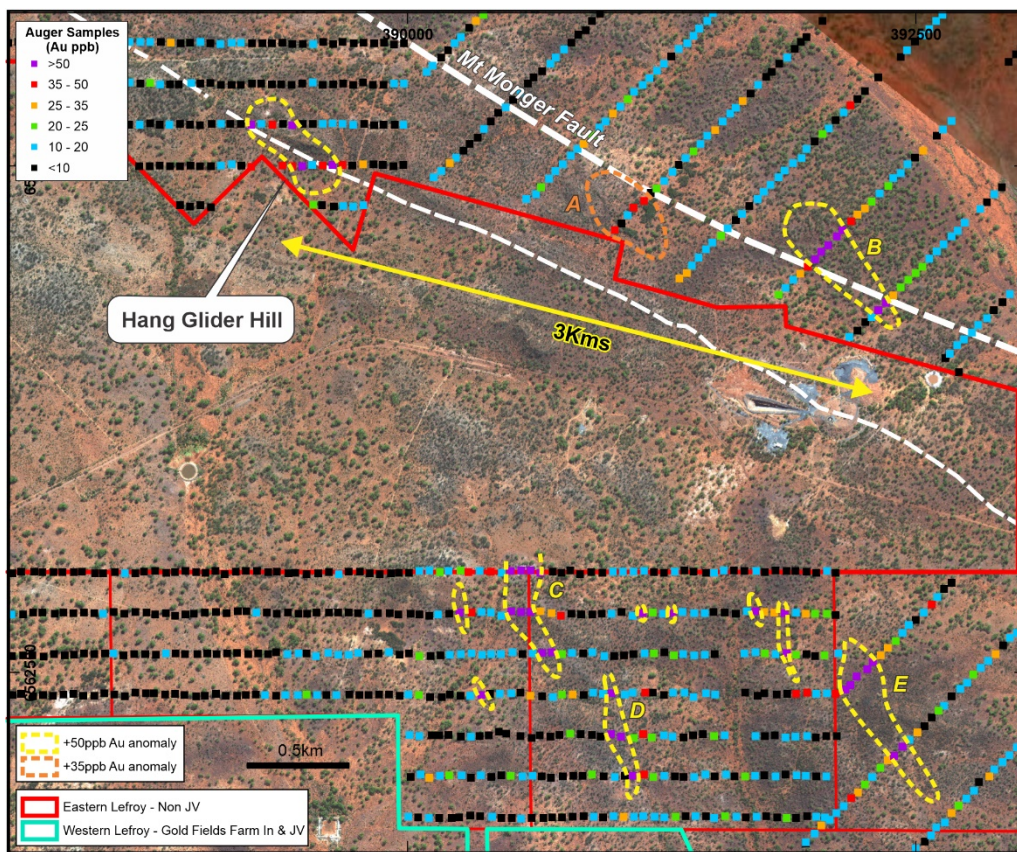 Auger Samples
(Au ppb)
>50
35 - 50
25 - 35
20 - 25
10 - 20
<10
390000
392500
Mt Monger Fault
A
B
Hang Glider Hill
3Kms
C
D
E
+50ppb Au anomaly
+35ppb Au anomaly
0.5km
Eastern Lefroy - Non JV
Western Lefroy - Gold Fields Farm In & JV